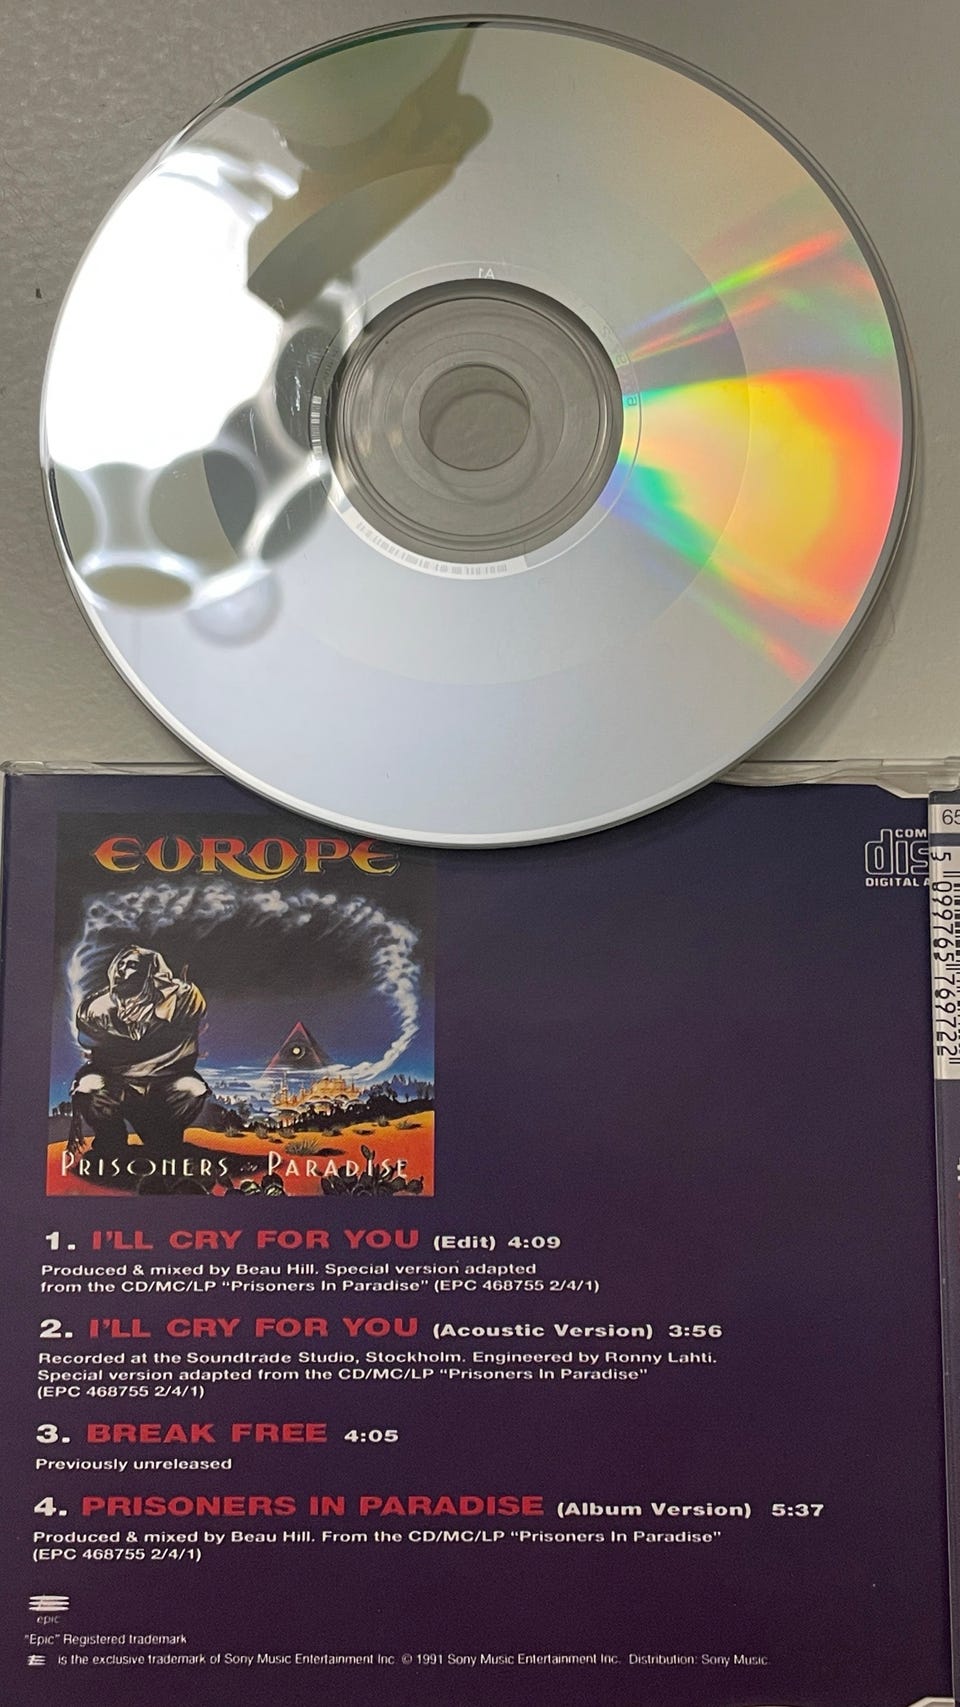 EUROPE
PRISONERS IN PARADISE
COM
dis
DIGITAL A
65
5 099765 769722
1. I'LL CRY FOR YOU (Edit) 4:09
Produced & mixed by Beau Hill. Special version adapted
from the CD/MC/LP "Prisoners In Paradise" (EPC 468755 2/4/1)
2. I'LL CRY FOR YOU (Acoustic Version) 3:56
Recorded at the Soundtrade Studio, Stockholm. Engineered by Ronny Lahti.
Special version adapted from the CD/MC/LP "Prisoners In Paradise"
(EPC 468755 2/4/1)
3. BREAK FREE 4:05
Previously unreleased
4. PRISONERS IN PARADISE (Album Version) 5:37
Produced & mixed by Beau Hill. From the CD/MC/LP "Prisoners In Paradise"
(EPC 468755 2/4/1)
epic
"Epic" Registered trademark
is the exclusive trademark of Sony Music Entertainment Inc. © 1991 Sony Music Entertainment Inc. Distribution: Sony Music.